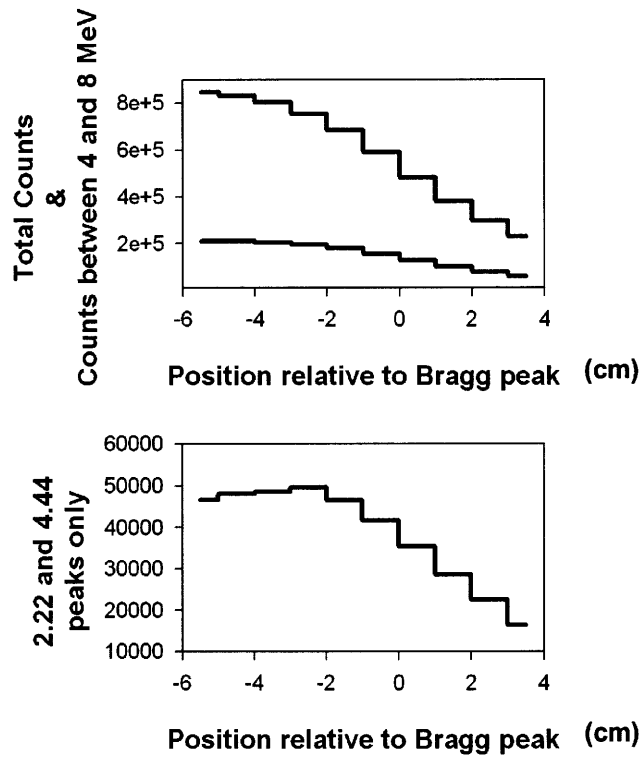 Total Counts
&
Counts between 4 and 8 MeV
8e+5
6e+5
4e+5
2e+5
-6 -4 -2 0 2 4
Position relative to Bragg peak (cm)
2.22 and 4.44
peaks only
60000
50000
40000
30000
20000
10000
-6 -4 -2 0 2 4
Position relative to Bragg peak (cm)